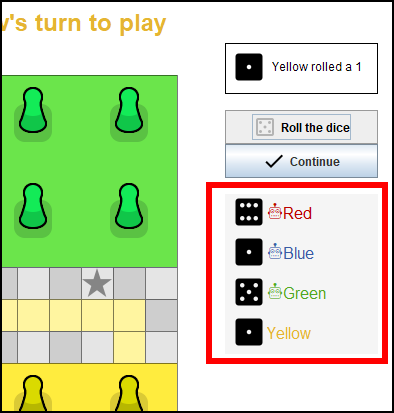 's turn to play
Yellow rolled a 1
Roll the dice
Continue
Red
Blue
Green
Yellow